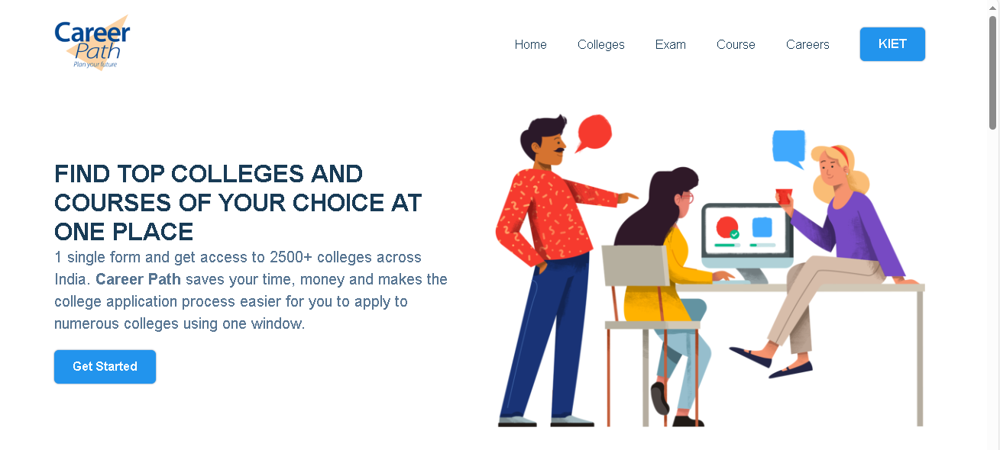 Career
Path
Plan your future
Home
Colleges
Exam
Course
Careers
KIET
FIND TOP COLLEGES AND
COURSES OF YOUR CHOICE AT
ONE PLACE
1 single form and get access to 2500+ colleges across
India. Career Path saves your time, money and makes the
college application process easier for you to apply to
numerous colleges using one window.
Get Started